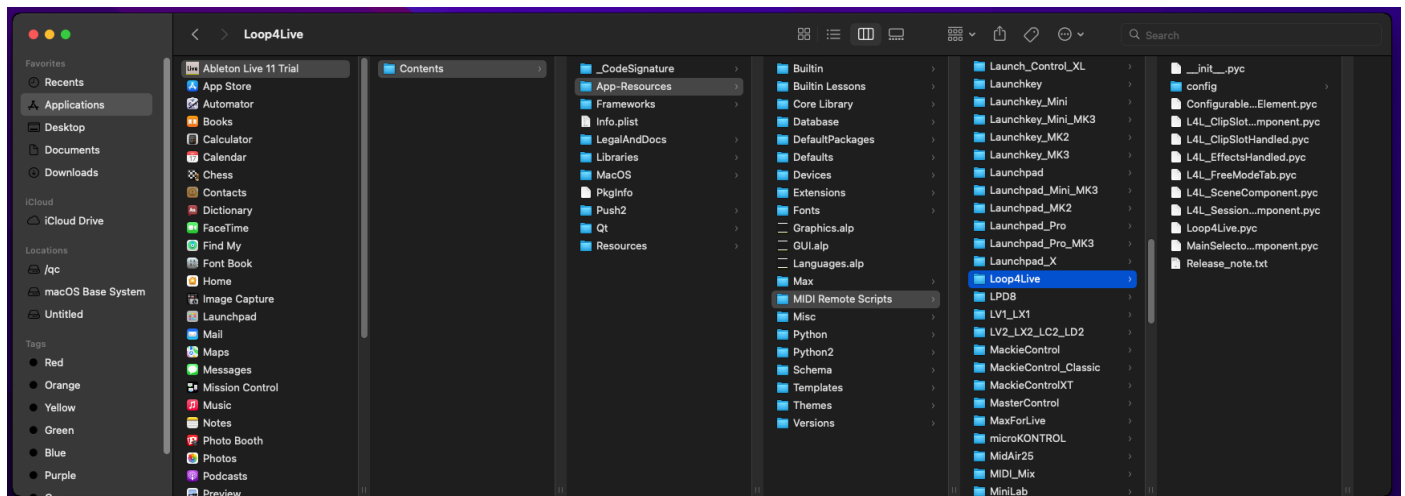 Loop4Live
Search
Favorites
Recents
Applications
Desktop
Documents
Downloads
iCloud
iCloud Drive
Locations
/qc
macOS Base System
Untitled
Tags
Red
Orange
Yellow
Green
Blue
Purple
Ableton Live 11 Trial
App Store
Automator
Books
Calculator
Calendar
Chess
Contacts
Dictionary
FaceTime
Find My
Font Book
Home
Image Capture
Launchpad
Mail
Maps
Messages
Mission Control
Music
Notes
Photo Booth
Photos
Podcasts
Preview
Contents
_CodeSignature
App-Resources
Frameworks
Info.plist
LegalAndDocs
Libraries
MacOS
PkgInfo
Push2
Qt
Resources
Builtin
Builtin Lessons
Core Library
Database
DefaultPackages
Defaults
Devices
Extensions
Fonts
Graphics.alp
GUI.alp
Languages.alp
Max
MIDI Remote Scripts
Misc
Python
Python2
Schema
Templates
Themes
Versions
Launch_Control_XL
Launchkey
Launchkey_Mini
Launchkey_Mini_MK3
Launchkey_MK2
Launchkey_MK3
Launchpad
Launchpad_Mini_MK3
Launchpad_MK2
Launchpad_Pro
Launchpad_Pro_MK3
Launchpad_X
Loop4Live
LPD8
LV1_LX1
LV2_LX2_LC2_LD2
MackieControl
MackieControl_Classic
MackieControlXT
MasterControl
MaxForLive
microKONTROL
MidAir25
MIDI_Mix
MiniLab
__init__.pyc
config
Configurable...Element.pyc
L4L_ClipSlot...mponent.pyc
L4L_ClipSlotHandled.pyc
L4L_EffectsHandled.pyc
L4L_FreeModeTab.pyc
L4L_SceneComponent.pyc
L4L_Session...mponent.pyc
Loop4Live.pyc
MainSelecto...mponent.pyc
Release_note.txt